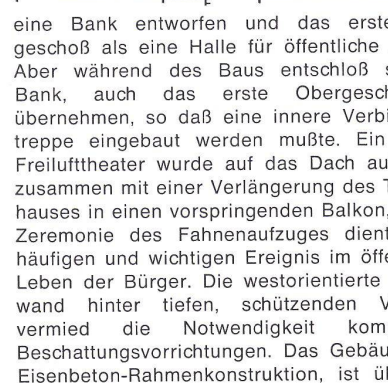 eine Bank entworfen und das erste
geschoß als eine Halle für öffentliche
Aber während des Baus entschloß
Bank, auch das erste Obergesch
übernehmen, so daß eine innere Verbi
treppe eingebaut werden mußte. Ein
Freilufttheater wurde auf das Dach au
zusammen mit einer Verlängerung des T
hauses in einen vorspringenden Balkon,
Zeremonie des Fahnenaufzuges dient
häufigen und wichtigen Ereignis im öffe
Leben der Bürger. Die westorientierte
wand hinter tiefen, schützenden V
vermied die Notwendigkeit kom
Beschattungsvorrichtungen. Das Gebäu
Eisenbeton-Rahmenkonstruktion, ist ü